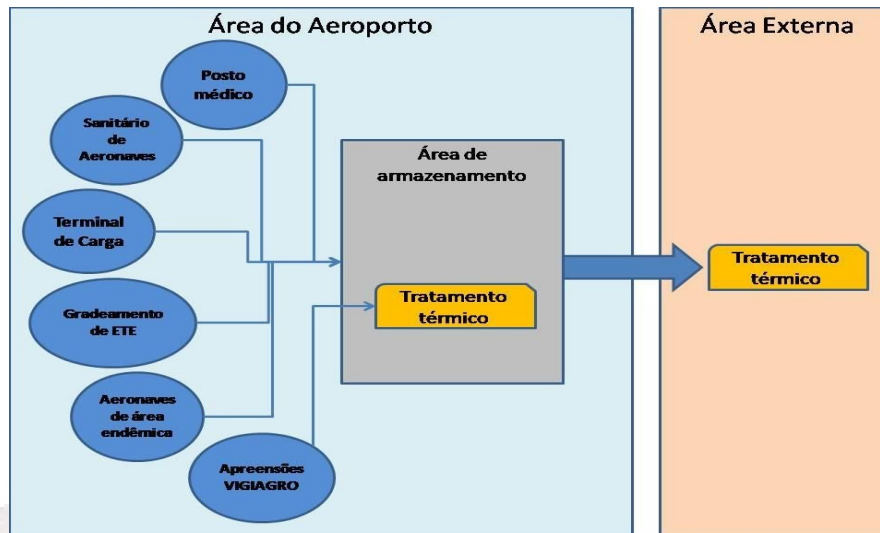 Área do Aeroporto
Área Externa
Posto
médico
Sanitário
de
Aeronaves
Terminal
de Carga
Gradeamento
de ETE
Aeronaves
de área
endêmica
Apreensões
VIGIAGRO
Área de
armazenamento
Tratamento
térmico
Tratamento
térmico